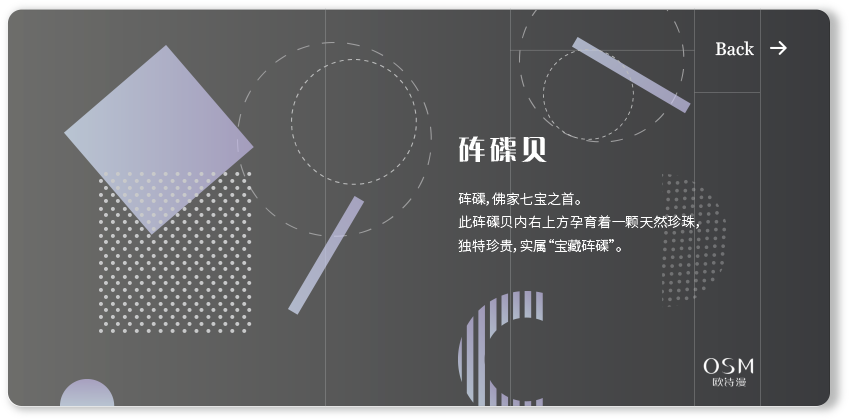 Back
砗磲贝
砗磲,佛家七宝之首。
此砗磲贝内右上方孕育着一颗天然珍珠,
独特珍贵,实属“宝藏砗磲”。
OSM
欧诗漫